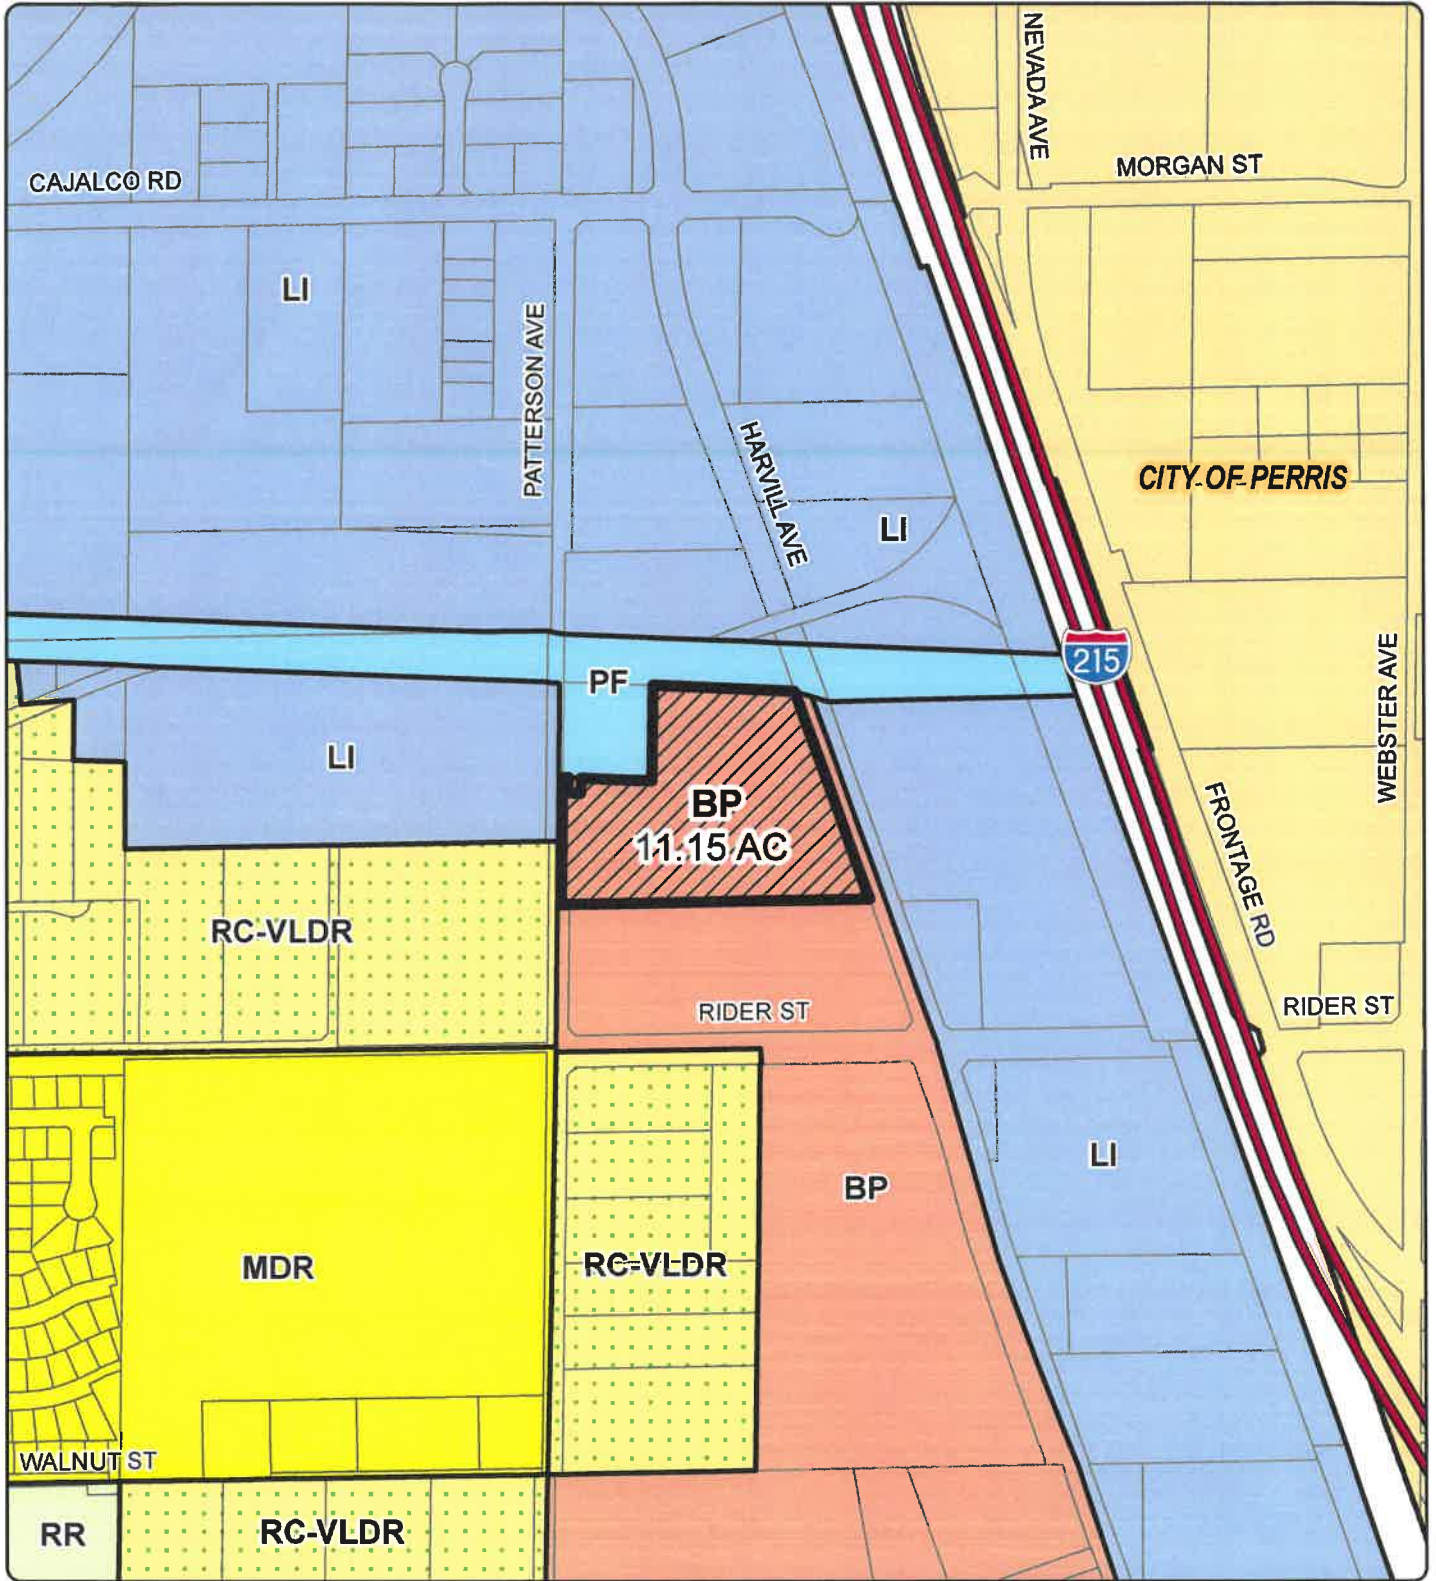 NEVADA AVE
MORGAN ST
CAJALCO RD
LI
PATTERSON AVE
HARVILL AVE
CITY OF PERRIS
LI
215
PF
WEBSTER AVE
LI
BP
11.15 AC
FRONTAGE RD
RC-VLDR
RIDER ST
RIDER ST
LI
BP
MDR
RC-VLDR
WALNUT ST
RR
RC-VLDR